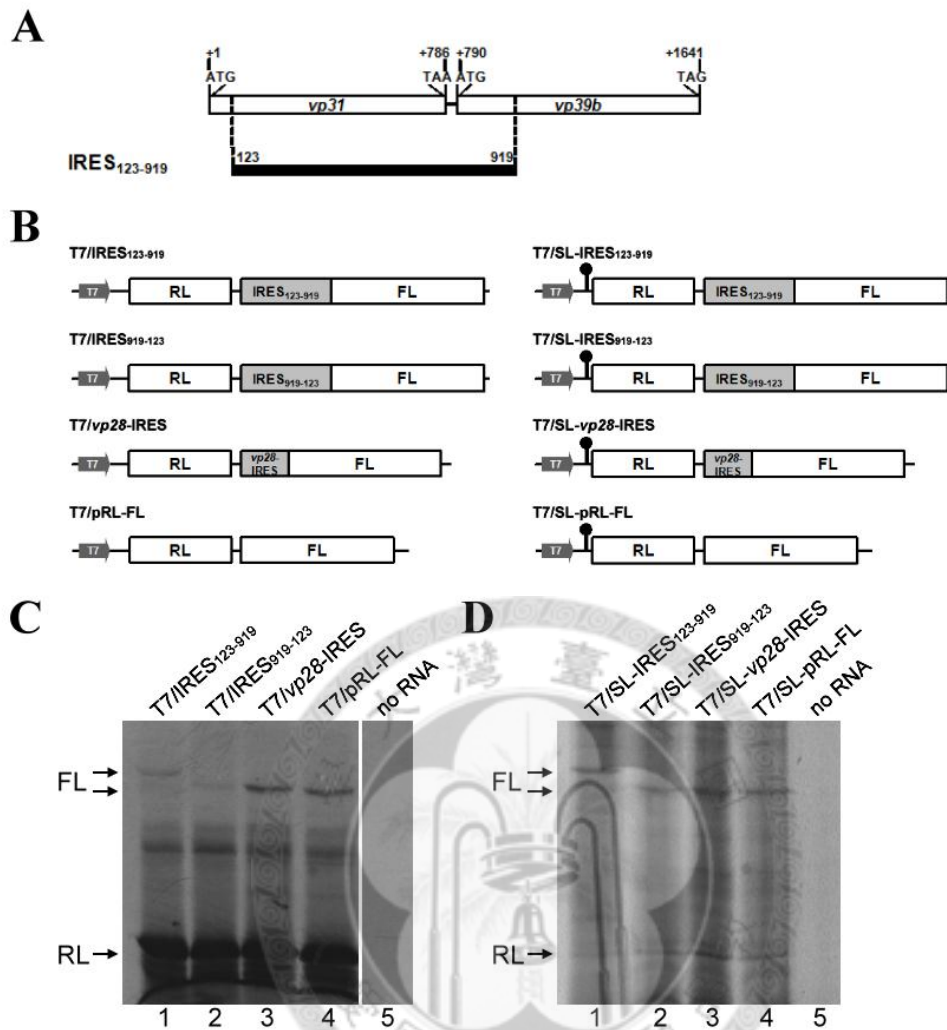 A
+1 +786 +790 +1641
ATG TAA ATG TAG
vp31 vp39b
123 919
IRES123-919
B
T7/IRES123-919 T7/SL-IRES123-919
T7 RL IRES123-919 FL T7 RL IRES123-919 FL
T7/IRES919-123 T7/SL-IRES919-123
T7 RL IRES919-123 FL T7 RL IRES919-123 FL
T7/vp28-IRES T7/SL-vp28-IRES
T7 RL vp28-IRES FL T7 RL vp28-IRES FL
T7/pRL-FL T7/SL-pRL-FL
T7 RL FL T7 RL FL
C D
T7/IRES123-919 T7/IRES919-123 T7/vp28-IRES T7/pRL-FL no RNA
T7/SL-IRES123-919 T7/SL-IRES919-123 T7/SL-vp28-IRES T7/SL-pRL-FL no RNA
大灣臺
FL FL
RL RL
1 2 3 4 5 1 2 3 4 5